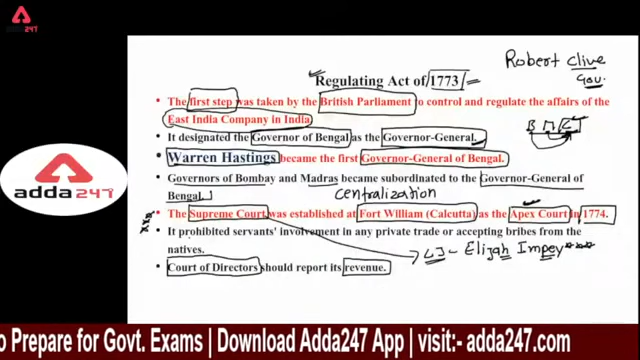 247
Robert Clive
Gov.
Regulating Act of 1773
B M C
• The first step was taken by the British Parliament to control and regulate the affairs of the
East India Company in India.
• It designated the Governor of Bengal as the Governor-General.
• Warren Hastings became the first Governor-General of Bengal.
• Governors of Bombay and Madras became subordinated to the Governor-General of
Bengal.
centralization
• The Supreme Court was established at Fort William (Calcutta) as the Apex Court in 1774.
• It prohibited servants' involvement in any private trade or accepting bribes from the
natives.
CJ - Elijah Impey
• Court of Directors should report its revenue.
adda247
o Prepare for Govt. Exams | Download Adda247 App | visit:- adda247.com